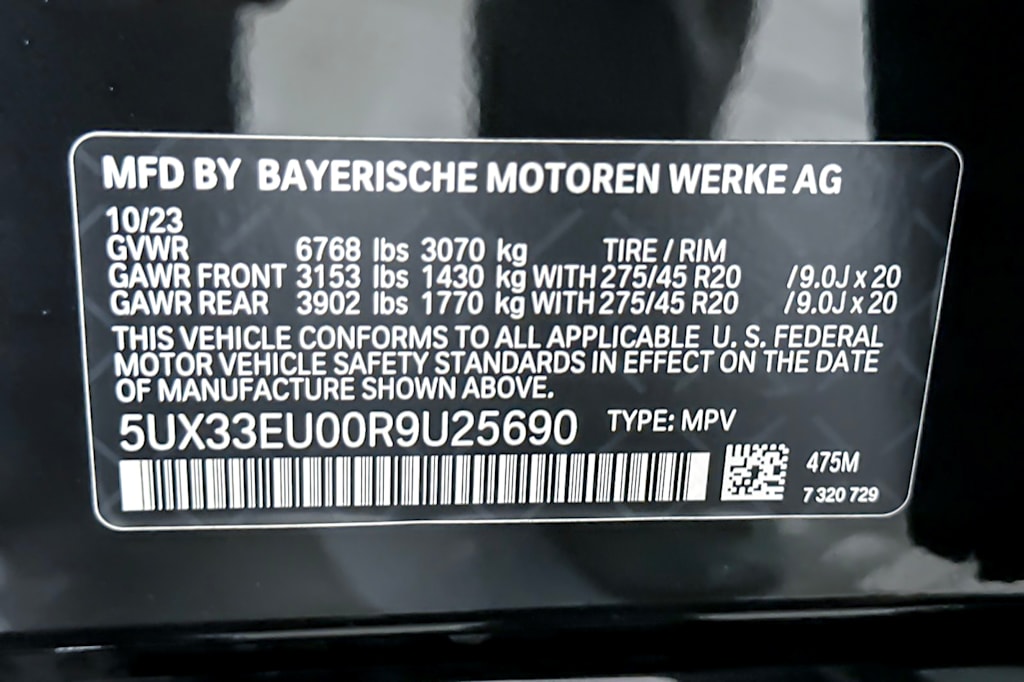 MFD BY BAYERISCHE MOTOREN WERKE AG
10/23
GVWR 6768 lbs 3070 kg TIRE / RIM
GAWR FRONT 3153 lbs 1430 kg WITH 275/45 R20 /9.0J x 20
GAWR REAR 3902 lbs 1770 kg WITH 275/45 R20 /9.0J x 20
THIS VEHICLE CONFORMS TO ALL APPLICABLE U. S. FEDERAL
MOTOR VEHICLE SAFETY STANDARDS IN EFFECT ON THE DATE
OF MANUFACTURE SHOWN ABOVE.
5UX33EU00R9U25690 TYPE: MPV
475M
7 320 729